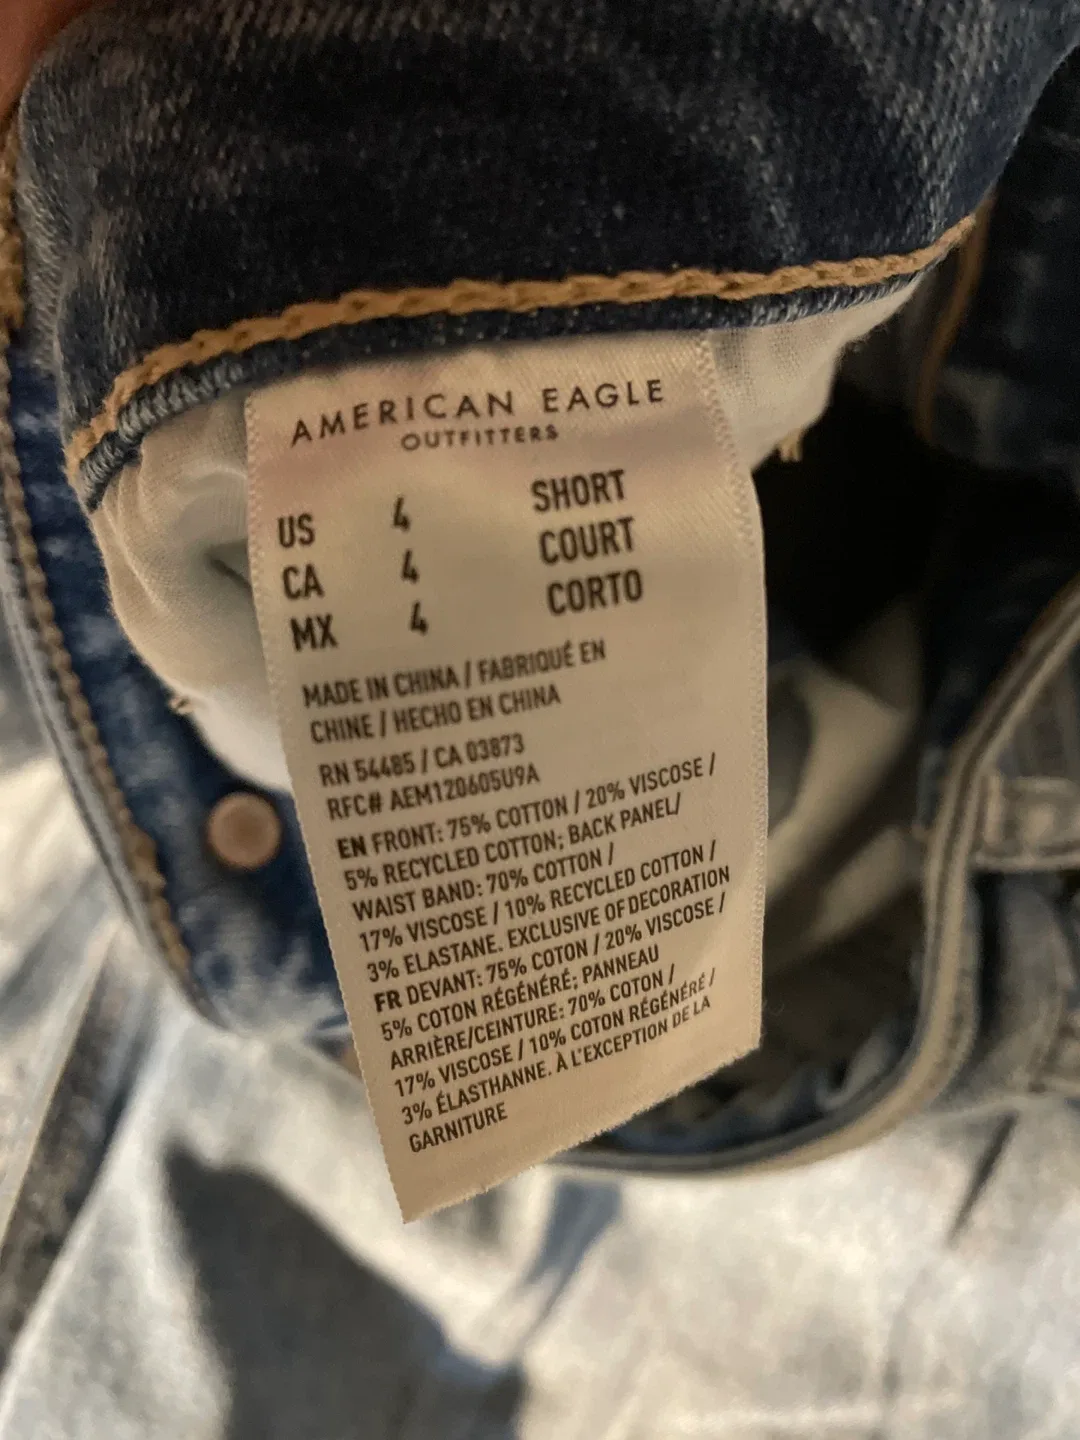 AMERICAN EAGLE
OUTFITTERS
US 4 SHORT
CA 4 COURT
MX 4 CORTO
MADE IN CHINA / FABRIQUÉ EN
CHINE / HECHO EN CHINA
RN 54485 / CA 03873
RFC# AEM120605U9A
EN FRONT: 75% COTTON / 20% VISCOSE /
5% RECYCLED COTTON; BACK PANEL/
WAIST BAND: 70% COTTON /
17% VISCOSE / 10% RECYCLED COTTON /
3% ELASTANE. EXCLUSIVE OF DECORATION
FR DEVANT: 75% COTON / 20% VISCOSE /
5% COTON RÉGÉNÉRÉ; PANNEAU
ARRIÈRE/CEINTURE: 70% COTON /
17% VISCOSE / 10% COTON RÉGÉNÉRÉ /
3% ÉLASTHANNE. À L'EXCEPTION DE LA
GARNITURE